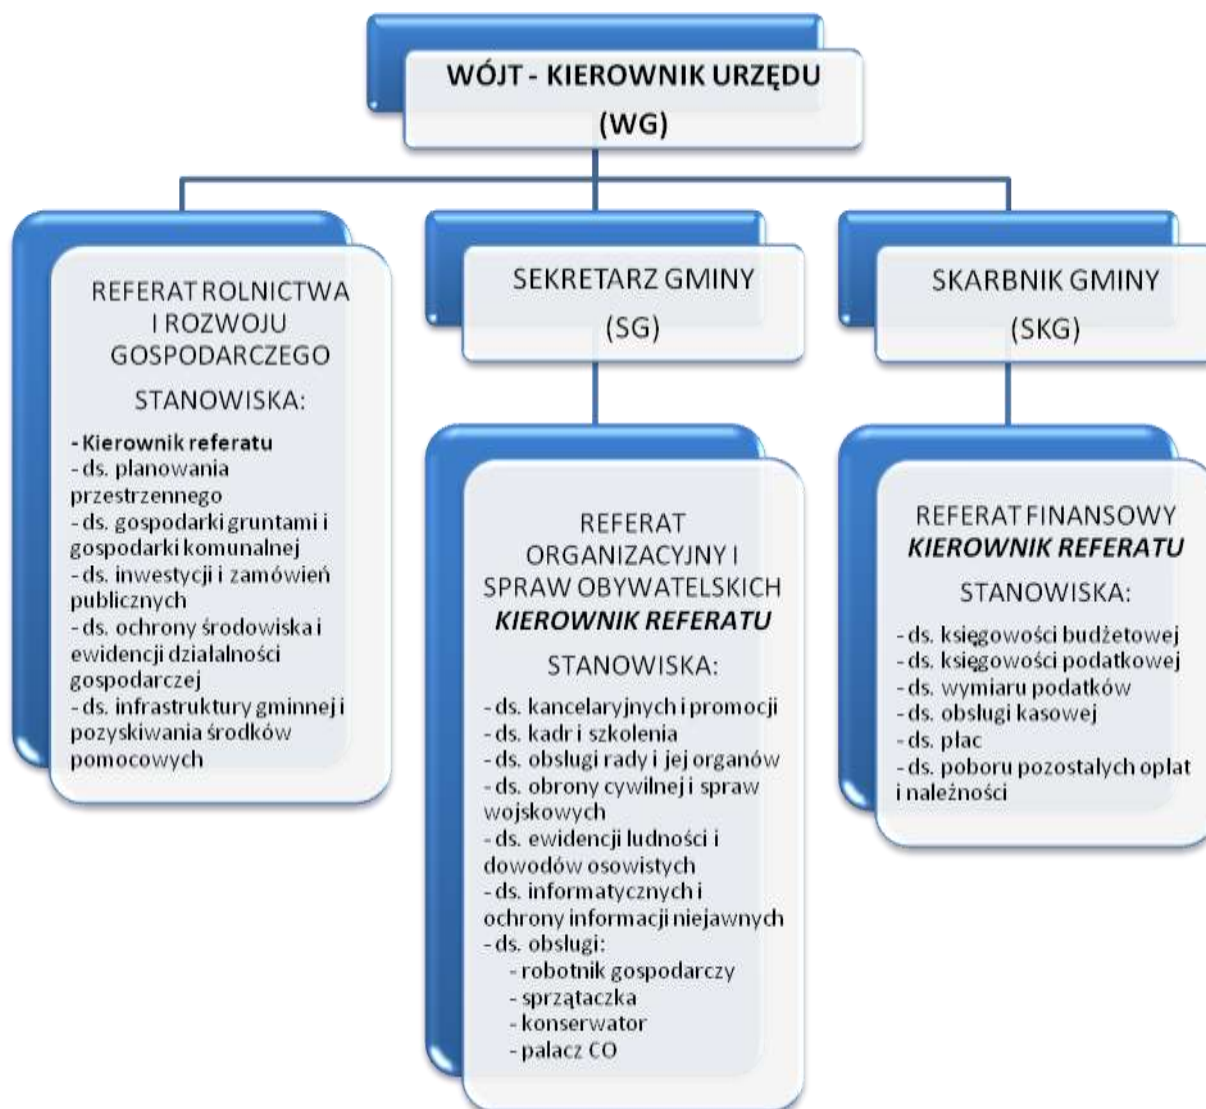 WÓJT - KIEROWNIK URZĘDU
(WG)
REFERAT ROLNICTWA
I ROZWOJU
GOSPODARCZEGO
STANOWISKA:
- Kierownik referatu
- ds. planowania
przestrzennego
- ds. gospodarki gruntami i
gospodarki komunalnej
- ds. inwestycji i zamówień
publicznych
- ds. ochrony środowiska i
ewidencji działalności
gospodarczej
- ds. infrastruktury gminnej i
pozyskiwania środków
pomocowych
SEKRETARZ GMINY
(SG)
REFERAT
ORGANIZACYJNY I
SPRAW OBYWATELSKICH
KIEROWNIK REFERATU
STANOWISKA:
- ds. kancelaryjnych i promocji
- ds. kadr i szkolenia
- ds. obsługi rady i jej organów
- ds. obrony cywilnej i spraw
wojskowych
- ds. ewidencji ludności i
dowodów osowistych
- ds. informatycznych i
ochrony informacji niejawnych
- ds. obsługi:
- robotnik gospodarczy
- sprzątaczka
- konserwator
- palacz CO
SKARBNIK GMINY
(SKG)
REFERAT FINANSOWY
KIEROWNIK REFERATU
STANOWISKA:
- ds. księgowości budżetowej
- ds. księgowości podatkowej
- ds. wymiaru podatków
- ds. obsługi kasowej
- ds. płac
- ds. poboru pozostałych opłat
i należności